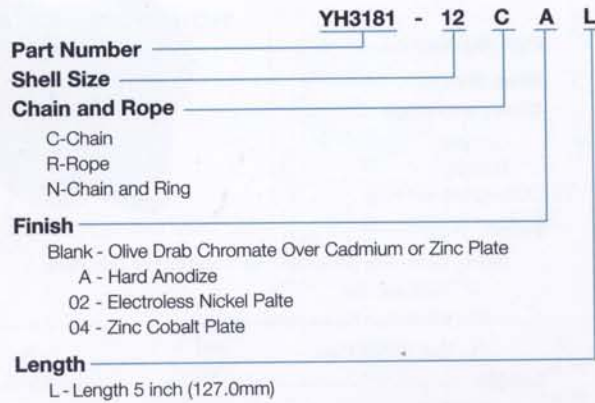 YH3181 - 12 C A L
Part Number
Shell Size
Chain and Rope
C-Chain
R-Rope
N-Chain and Ring
Finish
Blank - Olive Drab Chromate Over Cadmium or Zinc Plate
A - Hard Anodize
02 - Electroless Nickel Palte
04 - Zinc Cobalt Plate
Length
L - Length 5 inch (127.0mm)